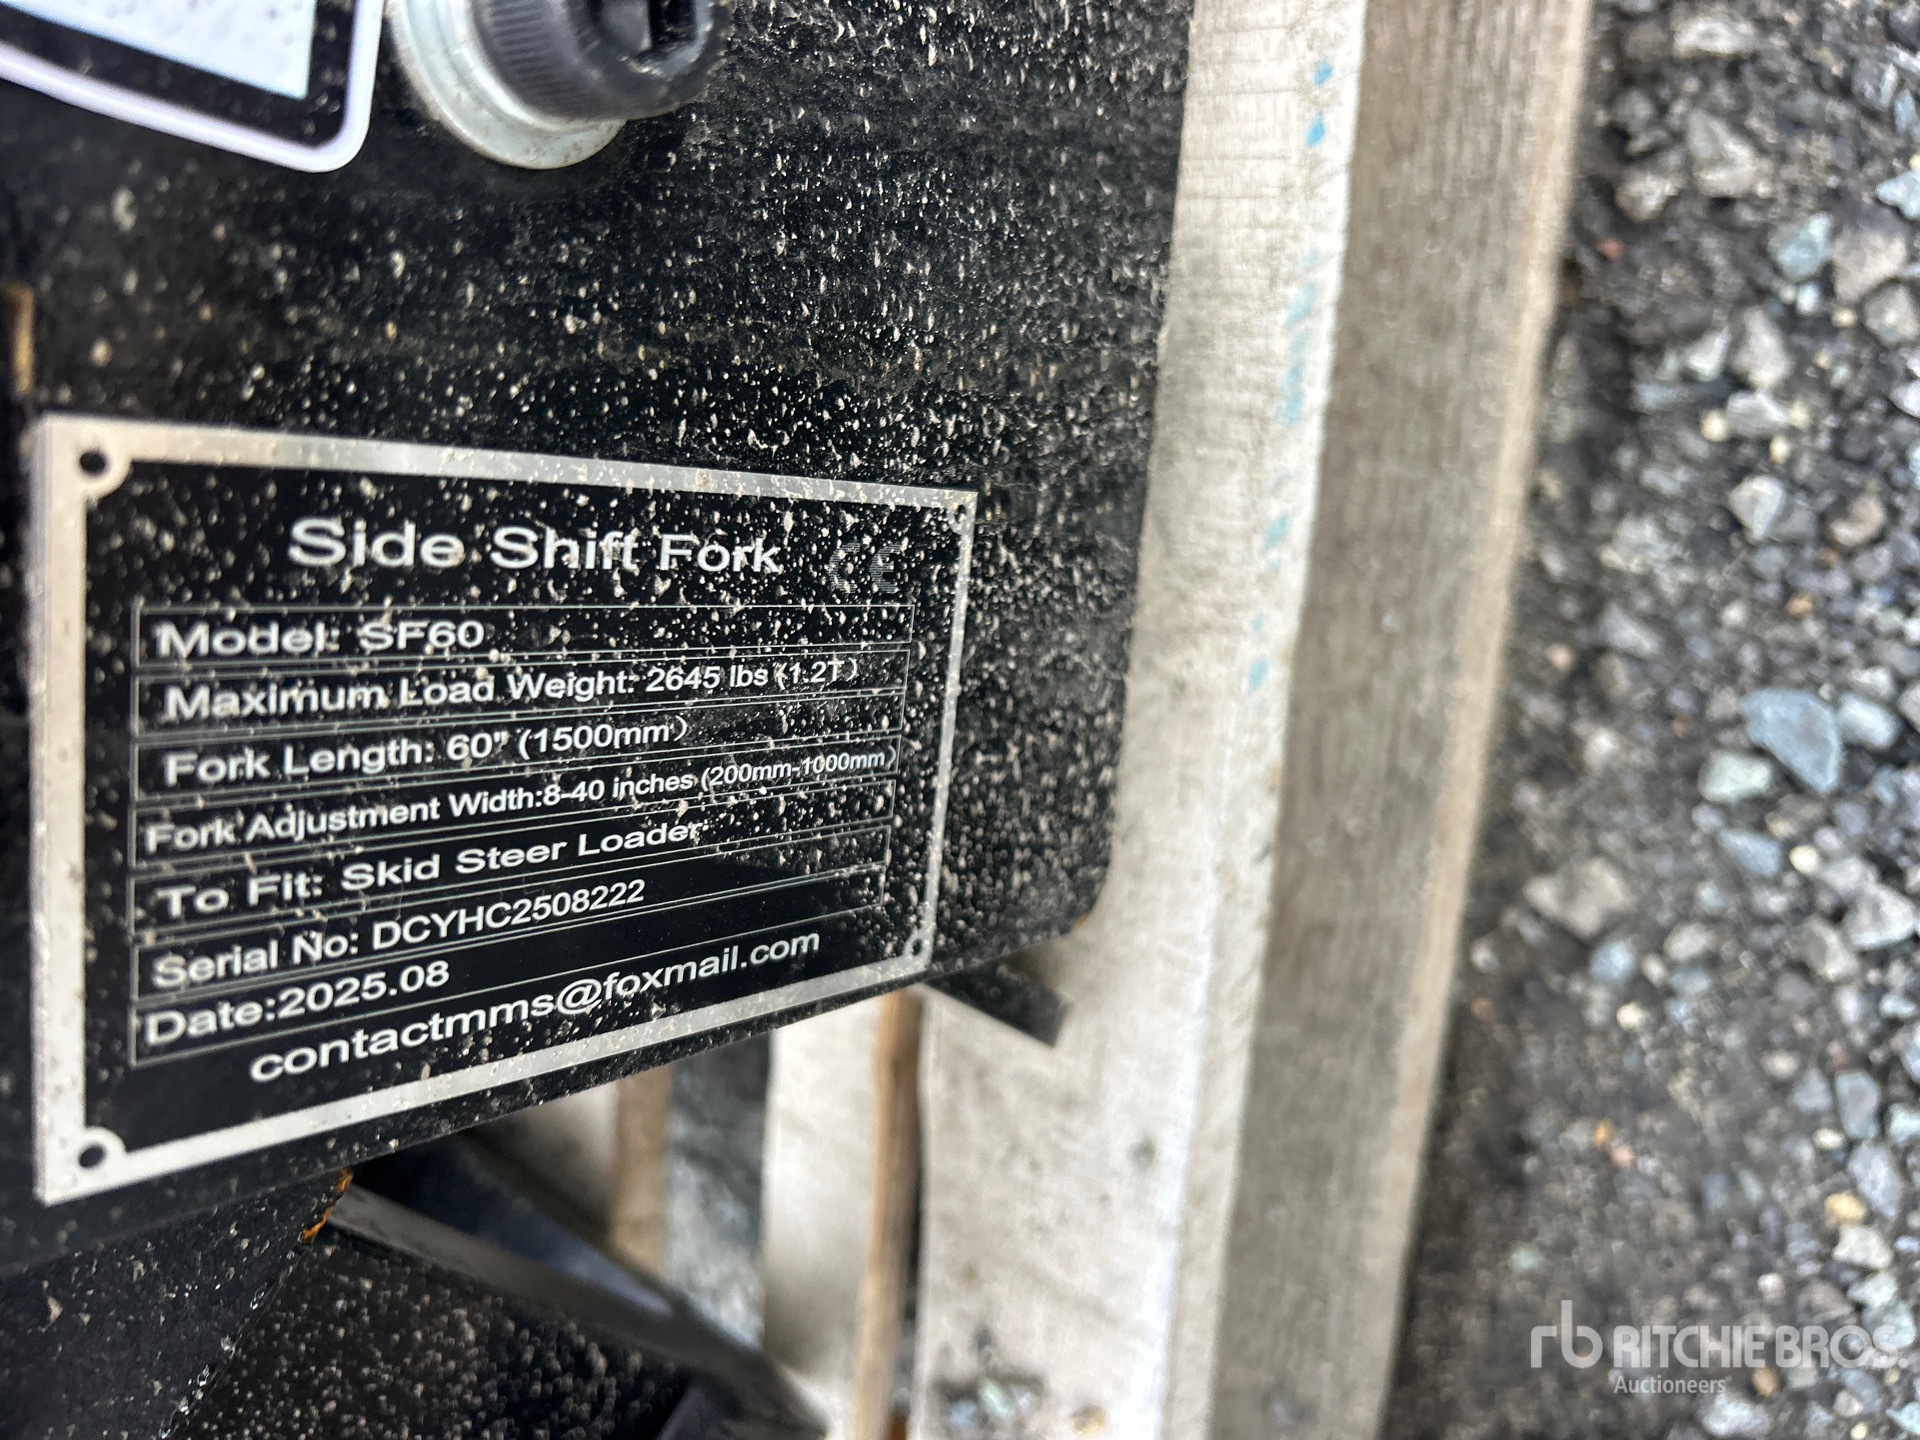 Side Shift Fork CE
Model: SF60
Maximum Load Weight: 2645 lbs (1.2T)
Fork Length: 60" (1500mm)
Fork Adjustment Width:8-40 inches (200mm-1000mm)
To Fit: Skid Steer Loader
Serial No: DCYHC2508222
Date:2025.08
contactmms@foxmail.com
rb RITCHIE BROS.
Auctioneers